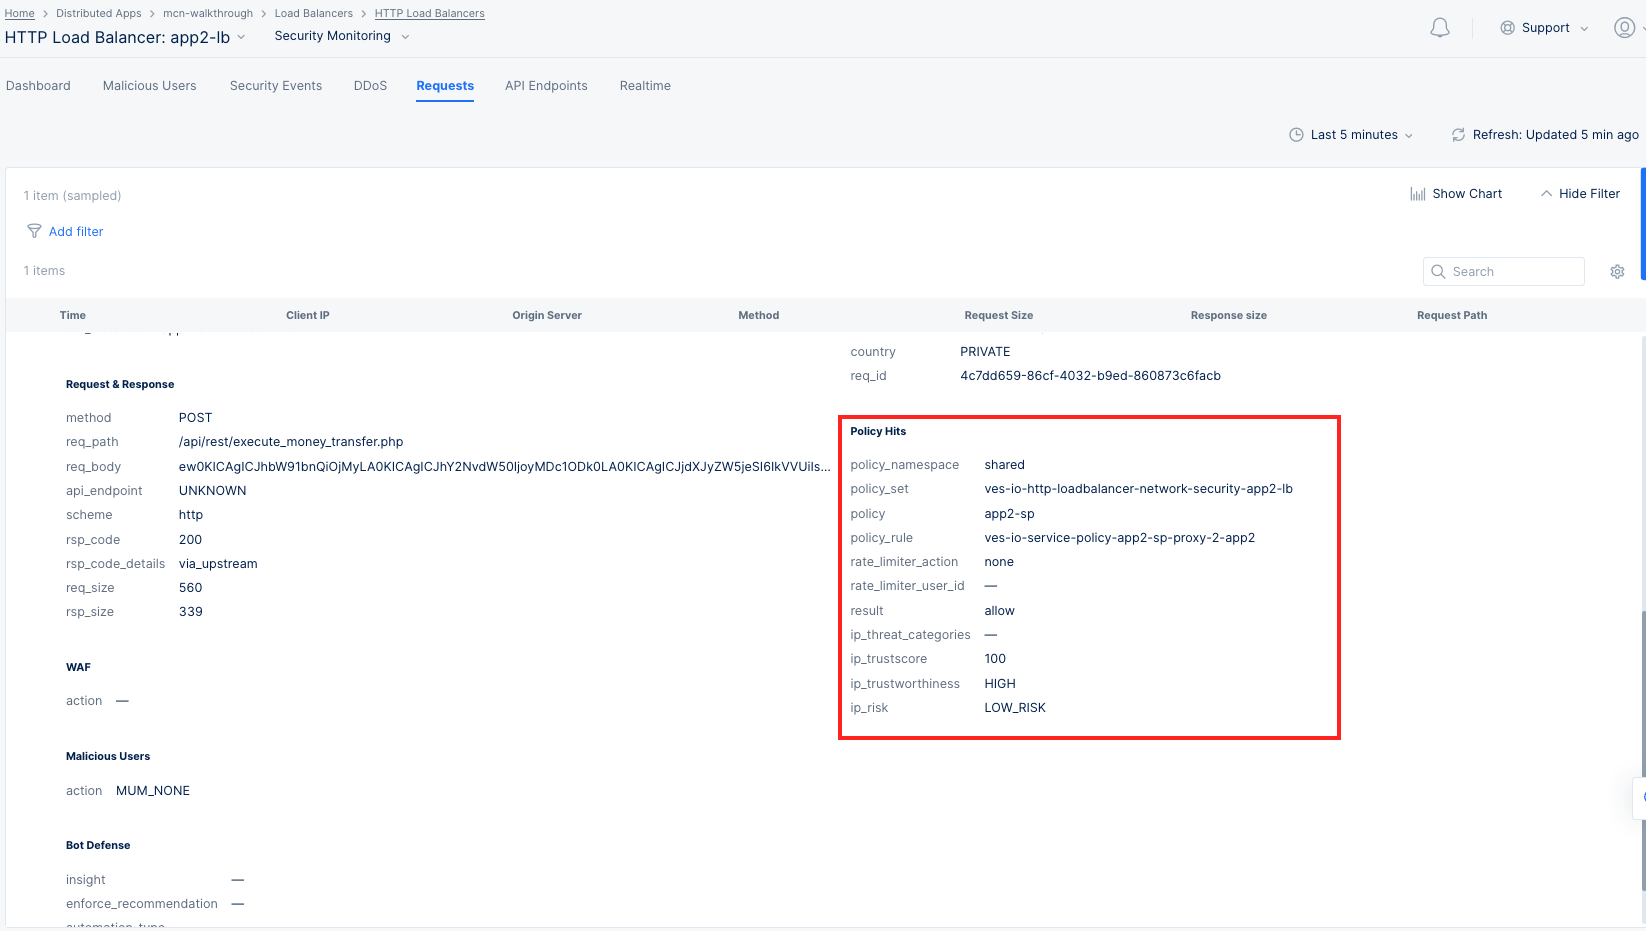 Home > Distributed Apps > mcn-walkthrough > Load Balancers > HTTP Load Balancers
HTTP Load Balancer: app2-lb
Security Monitoring
Support
Dashboard Malicious Users Security Events DDoS Requests API Endpoints Realtime
Last 5 minutes
Refresh: Updated 5 min ago
1 item (sampled)
Show Chart
Hide Filter
Add filter
1 items
Search
Time Client IP Origin Server Method Request Size Response size Request Path
country PRIVATE
req_id 4c7dd659-86cf-4032-b9ed-860873c6facb
Request & Response
method POST
req_path /api/rest/execute_money_transfer.php
req_body
api_endpoint UNKNOWN
scheme http
rsp_code 200
rsp_code_details via_upstream
req_size 560
rsp_size 339
WAF
action —
Malicious Users
action MUM_NONE
Bot Defense
insight —
enforce_recommendation —
automation_type
Policy Hits
policy_namespace shared
policy_set ves-io-http-loadbalancer-network-security-app2-lb
policy app2-sp
policy_rule ves-io-service-policy-app2-sp-proxy-2-app2
rate_limiter_action none
rate_limiter_user_id —
result allow
ip_threat_categories —
ip_trustscore 100
ip_trustworthiness HIGH
ip_risk LOW_RISK